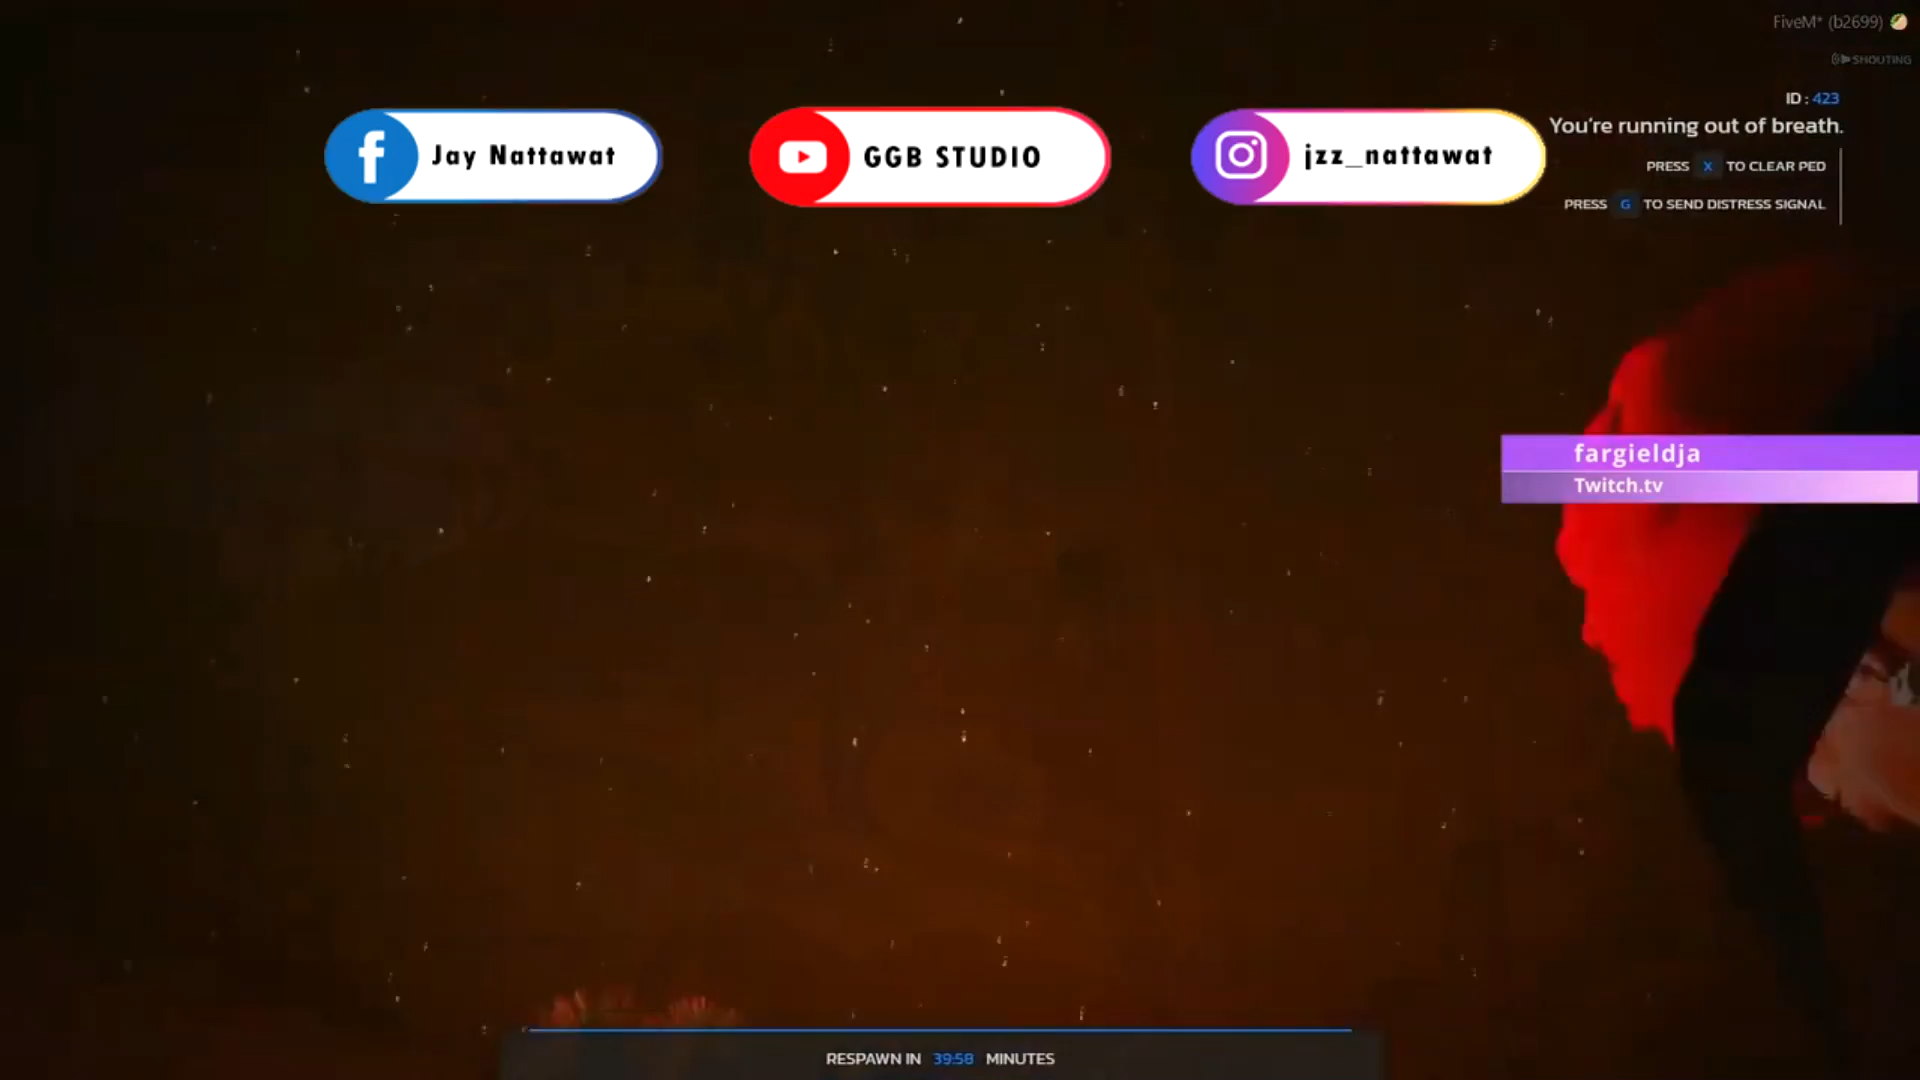 FiveM* (b2699)
SHOUTING
ID : 423
You're running out of breath.
Jay Nattawat
GGB STUDIO
jzz_nattawat
PRESS X TO CLEAR PED
PRESS G TO SEND DISTRESS SIGNAL
fargieldja
Twitch.tv
RESPAWN IN 39:58 MINUTES